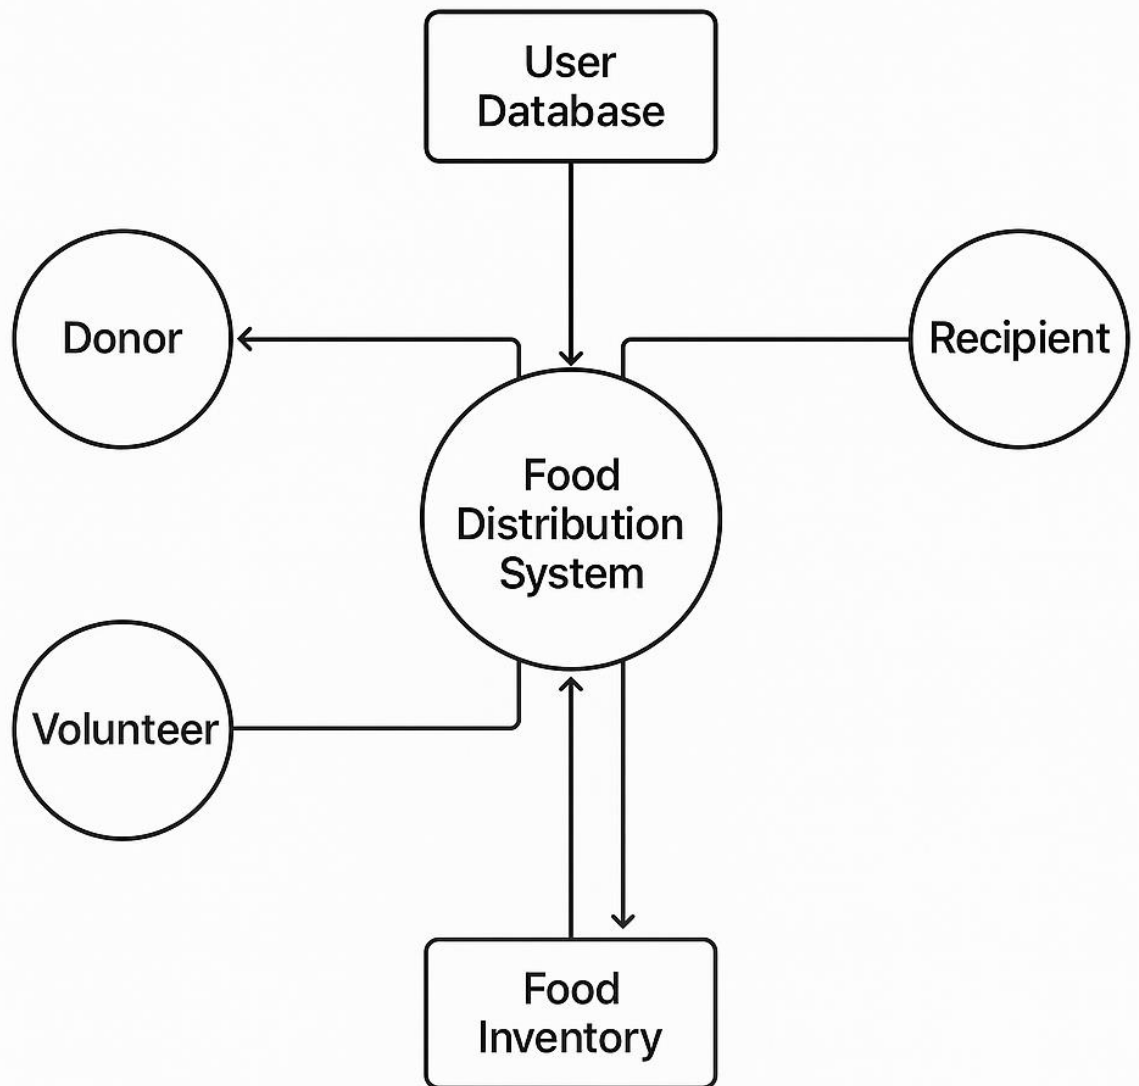 User
Database
Donor
Recipient
Food
Distribution
System
Volunteer
Food
Inventory